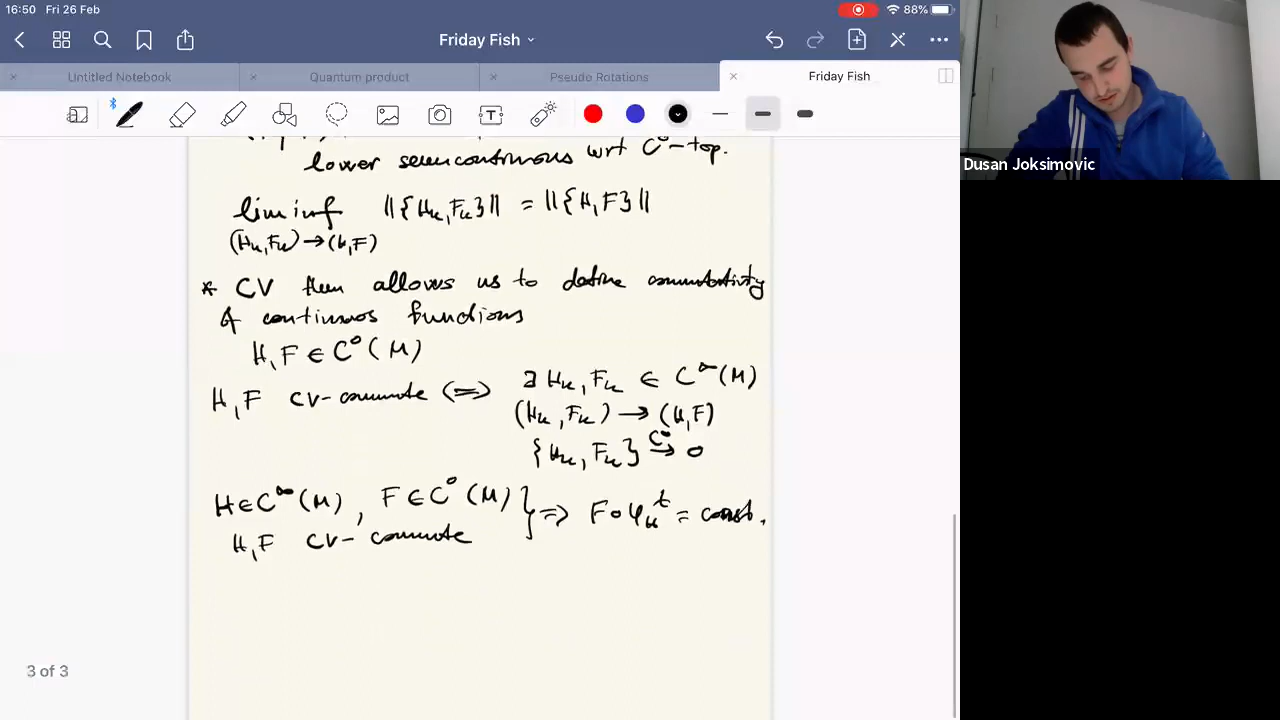 16:50 Fri 26 Feb
88%
Friday Fish
Untitled Notebook
Quantum product
Pseudo Rotations
Friday Fish
Dusan Joksimovic
lower semicontinuous wrt C⁰-top.
lim inf ||{Hₖ,Fₖ}|| = ||{H,F}||
(Hₖ,Fₖ)→(H,F)
* CV then allows us to define commutativity
of continuos functions
H,F ∈ C⁰(M)
H,F CV-commute ⟺ ∃ Hₖ,Fₖ ∈ C^∞(M)
(Hₖ,Fₖ) → (H,F)
{Hₖ,Fₖ} →^{C⁰} 0
H∈C^∞(M), F∈C⁰(M) } ⟹ F∘φ_H^t = const.
H,F CV-commute
3 of 3